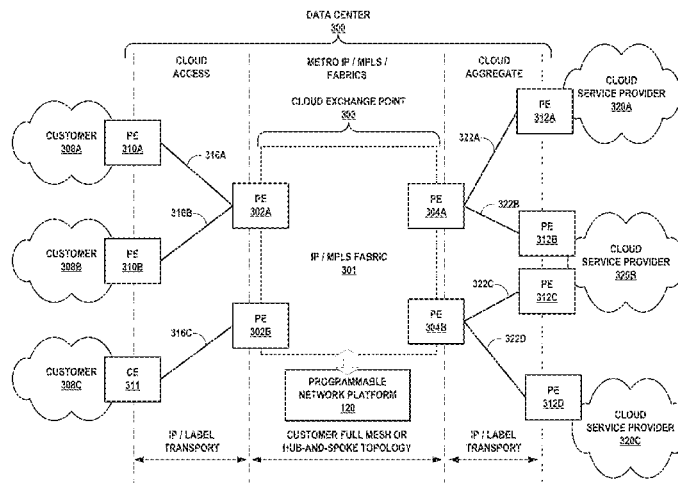 DATA CENTER
300
CLOUD
ACCESS
METRO IP / MPLS /
FABRICS
CLOUD
AGGREGATE
CLOUD EXCHANGE POINT
303
CLOUD
SERVICE PROVIDER
320A
PE
312A
CUSTOMER
308A
PE
310A
316A
322A
PE
302A
PE
304A
322B
316B
PE
312B
CUSTOMER
308B
PE
310B
IP / MPLS FABRIC
301
CLOUD
SERVICE PROVIDER
320B
322C
PE
312C
316C
PE
302B
PE
304B
322D
CUSTOMER
308C
CE
311
PROGRAMMABLE
NETWORK PLATFORM
120
PE
312D
CLOUD
SERVICE PROVIDER
320C
IP / LABEL
TRANSPORT
CUSTOMER FULL MESH OR
HUB-AND-SPOKE TOPOLOGY
IP / LABEL
TRANSPORT